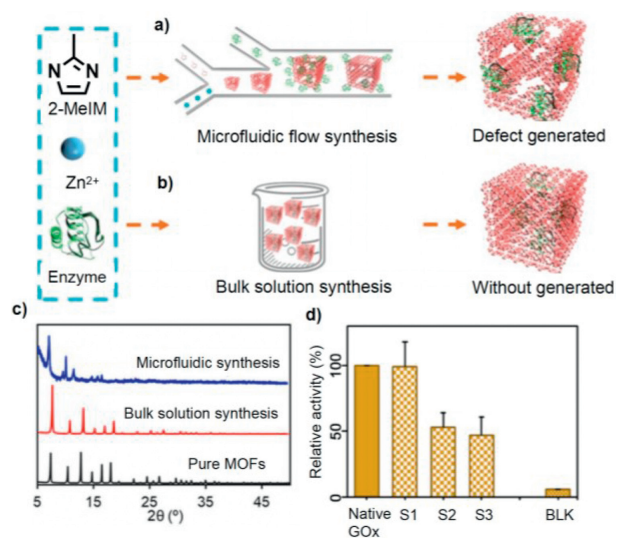 a)
N
N
2-MeIM
Microfluidic flow synthesis
Defect generated
Zn²⁺
b)
Enzyme
Bulk solution synthesis
Without generated
c)
Microfluidic synthesis
Bulk solution synthesis
Pure MOFs
5 15 25 35 45
2θ (º)
d)
Relative activity (%)
100
50
0
Native
GOx
S1
S2
S3
BLK